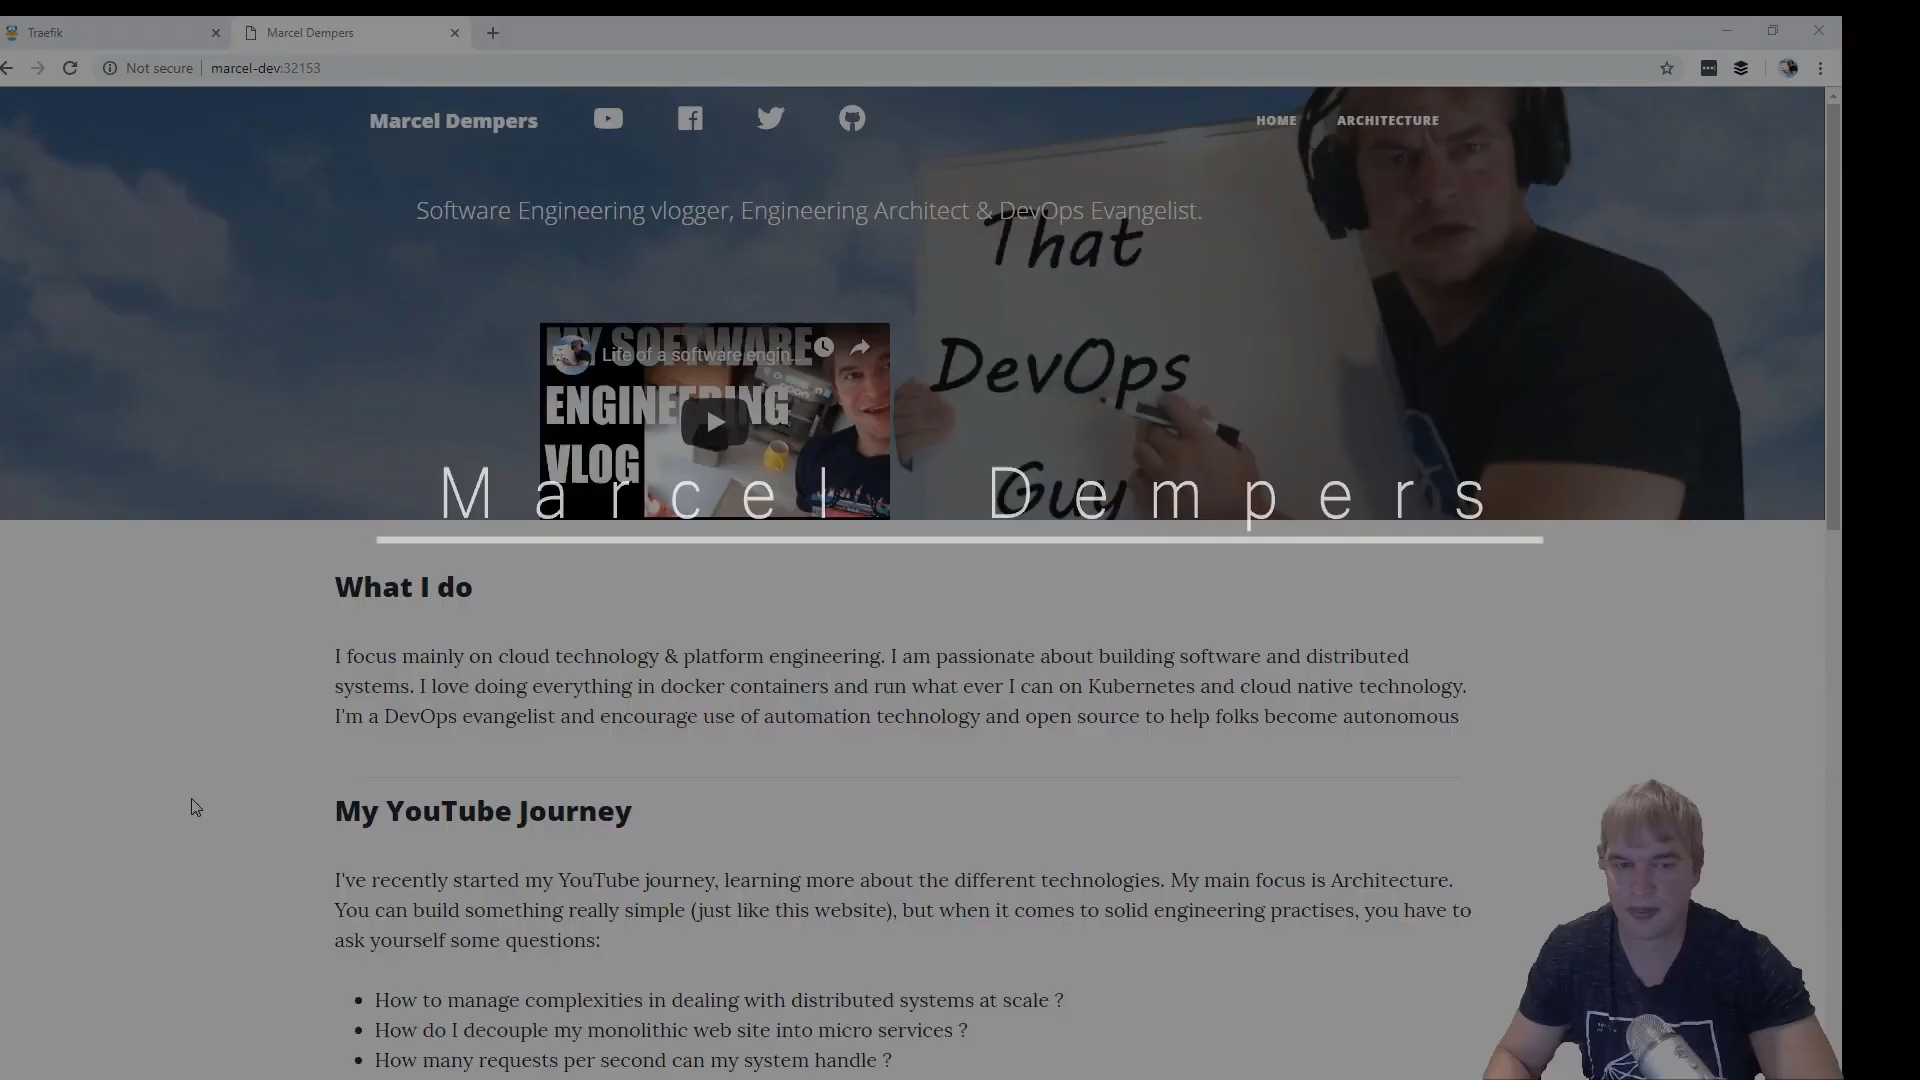 Traefik
Marcel Dempers
Not secure
marcel-dev:32153
Marcel Dempers
HOME
ARCHITECTURE
Software Engineering vlogger, Engineering Architect & DevOps Evangelist.
That
DevOps
Guy
MY SOFTWARE
ENGINEERING
VLOG
Life of a software engin...
Marcel Dempers
What I do
I focus mainly on cloud technology & platform engineering. I am passionate about building software and distributed
systems. I love doing everything in docker containers and run what ever I can on Kubernetes and cloud native technology.
I'm a DevOps evangelist and encourage use of automation technology and open source to help folks become autonomous
My YouTube Journey
I've recently started my YouTube journey, learning more about the different technologies. My main focus is Architecture.
You can build something really simple (just like this website), but when it comes to solid engineering practises, you have to
ask yourself some questions:
• How to manage complexities in dealing with distributed systems at scale ?
• How do I decouple my monolithic web site into micro services ?
• How many requests per second can my system handle ?